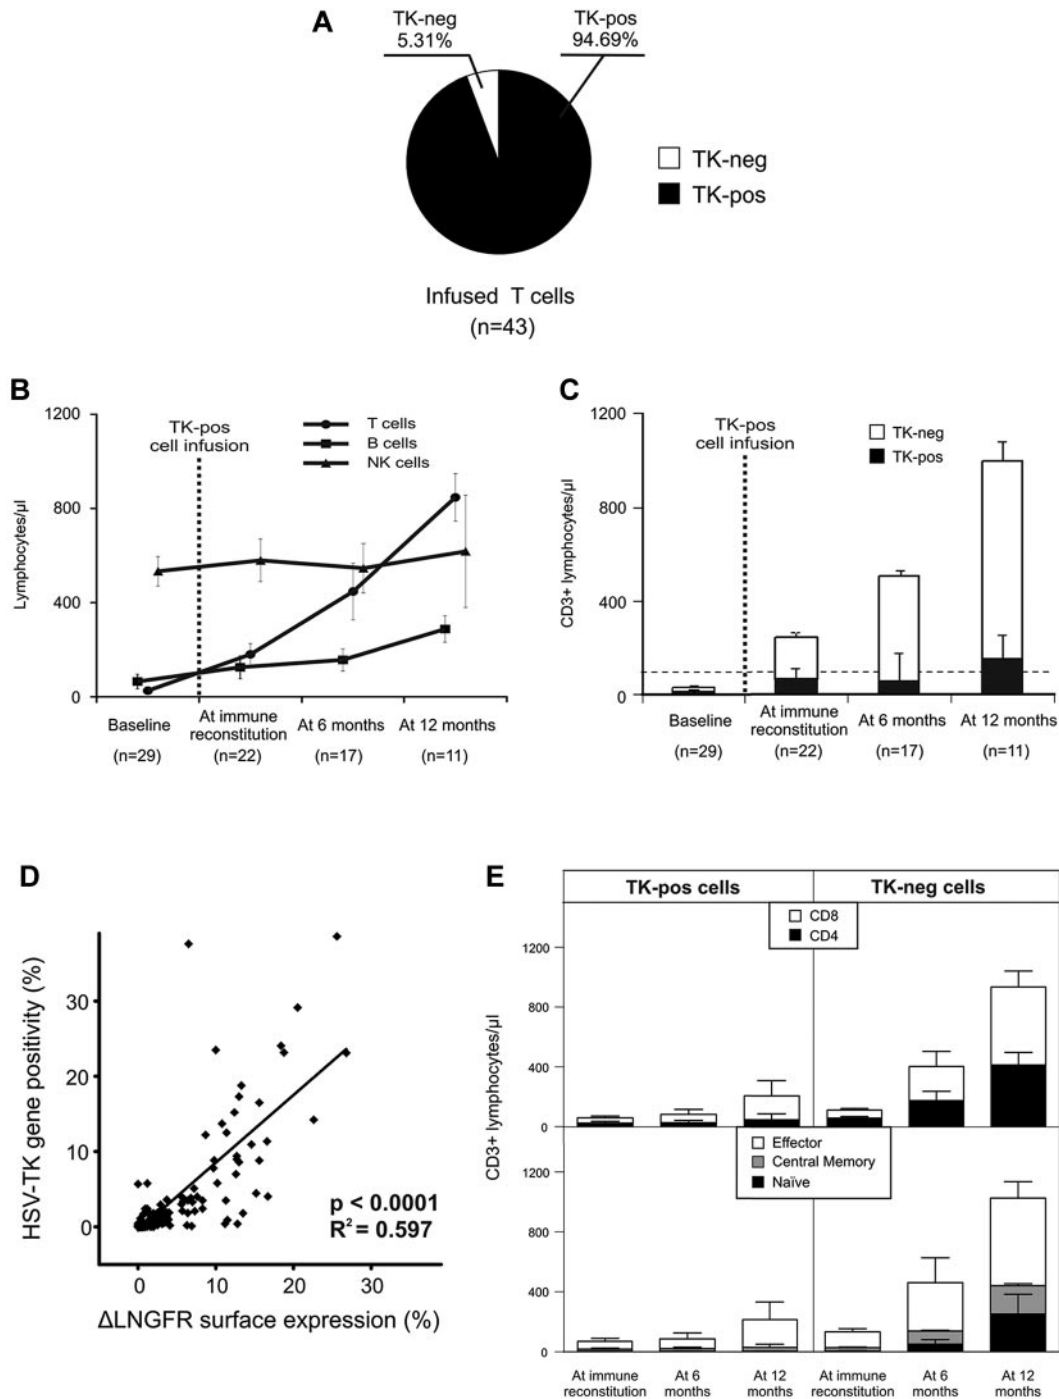 A
TK-neg
5.31%
TK-pos
94.69%
TK-neg
TK-pos
Infused T cells
(n=43)
B
1200
800
400
0
Lymphocytes/µl
TK-pos
cell infusion
T cells
B cells
NK cells
Baseline
At immune
reconstitution
At 6 months
At 12 months
(n=29)
(n=22)
(n=17)
(n=11)
C
1200
800
400
0
CD3+ lymphocytes/µl
TK-pos
cell infusion
TK-neg
TK-pos
Baseline
At immune
reconstitution
At 6 months
At 12 months
(n=29)
(n=22)
(n=17)
(n=11)
D
HSV-TK gene positivity (%)
30
20
10
0
p < 0.0001
R² = 0.597
0
10
20
30
ΔLNGFR surface expression (%)
E
TK-pos cells
TK-neg cells
CD8
CD4
1200
800
400
0
CD3+ lymphocytes/µl
Effector
Central Memory
Naïve
1200
800
400
0
At immune
reconstitution
At 6
months
At 12
months
At immune
reconstitution
At 6
months
At 12
months